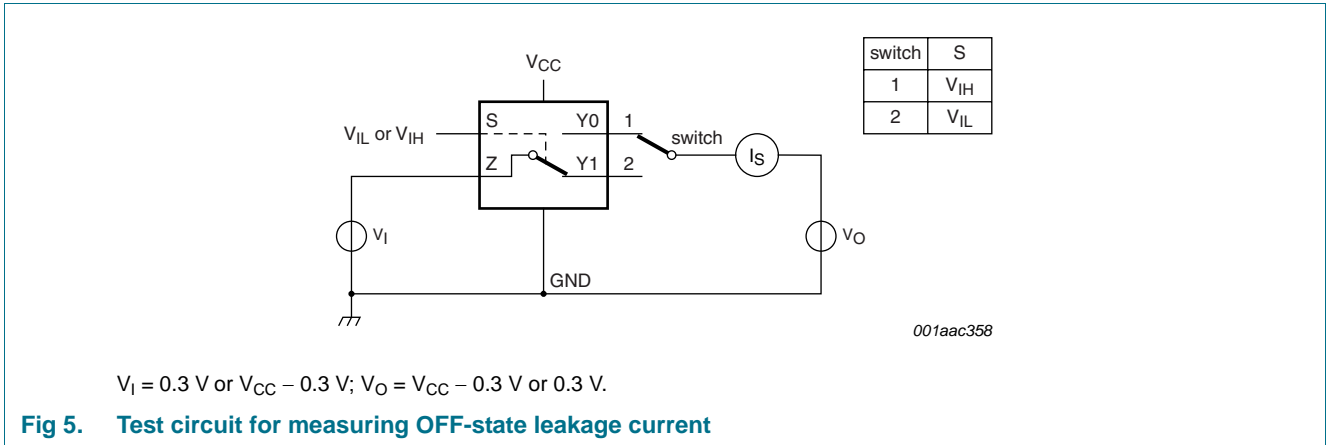 VCC
switch S
1 VIH
2 VIL
VIL or VIH
S Y0 1
switch
IS
Z Y1 2
VI
VO
GND
001aac358
VI = 0.3 V or VCC − 0.3 V; VO = VCC − 0.3 V or 0.3 V.
Fig 5. Test circuit for measuring OFF-state leakage current